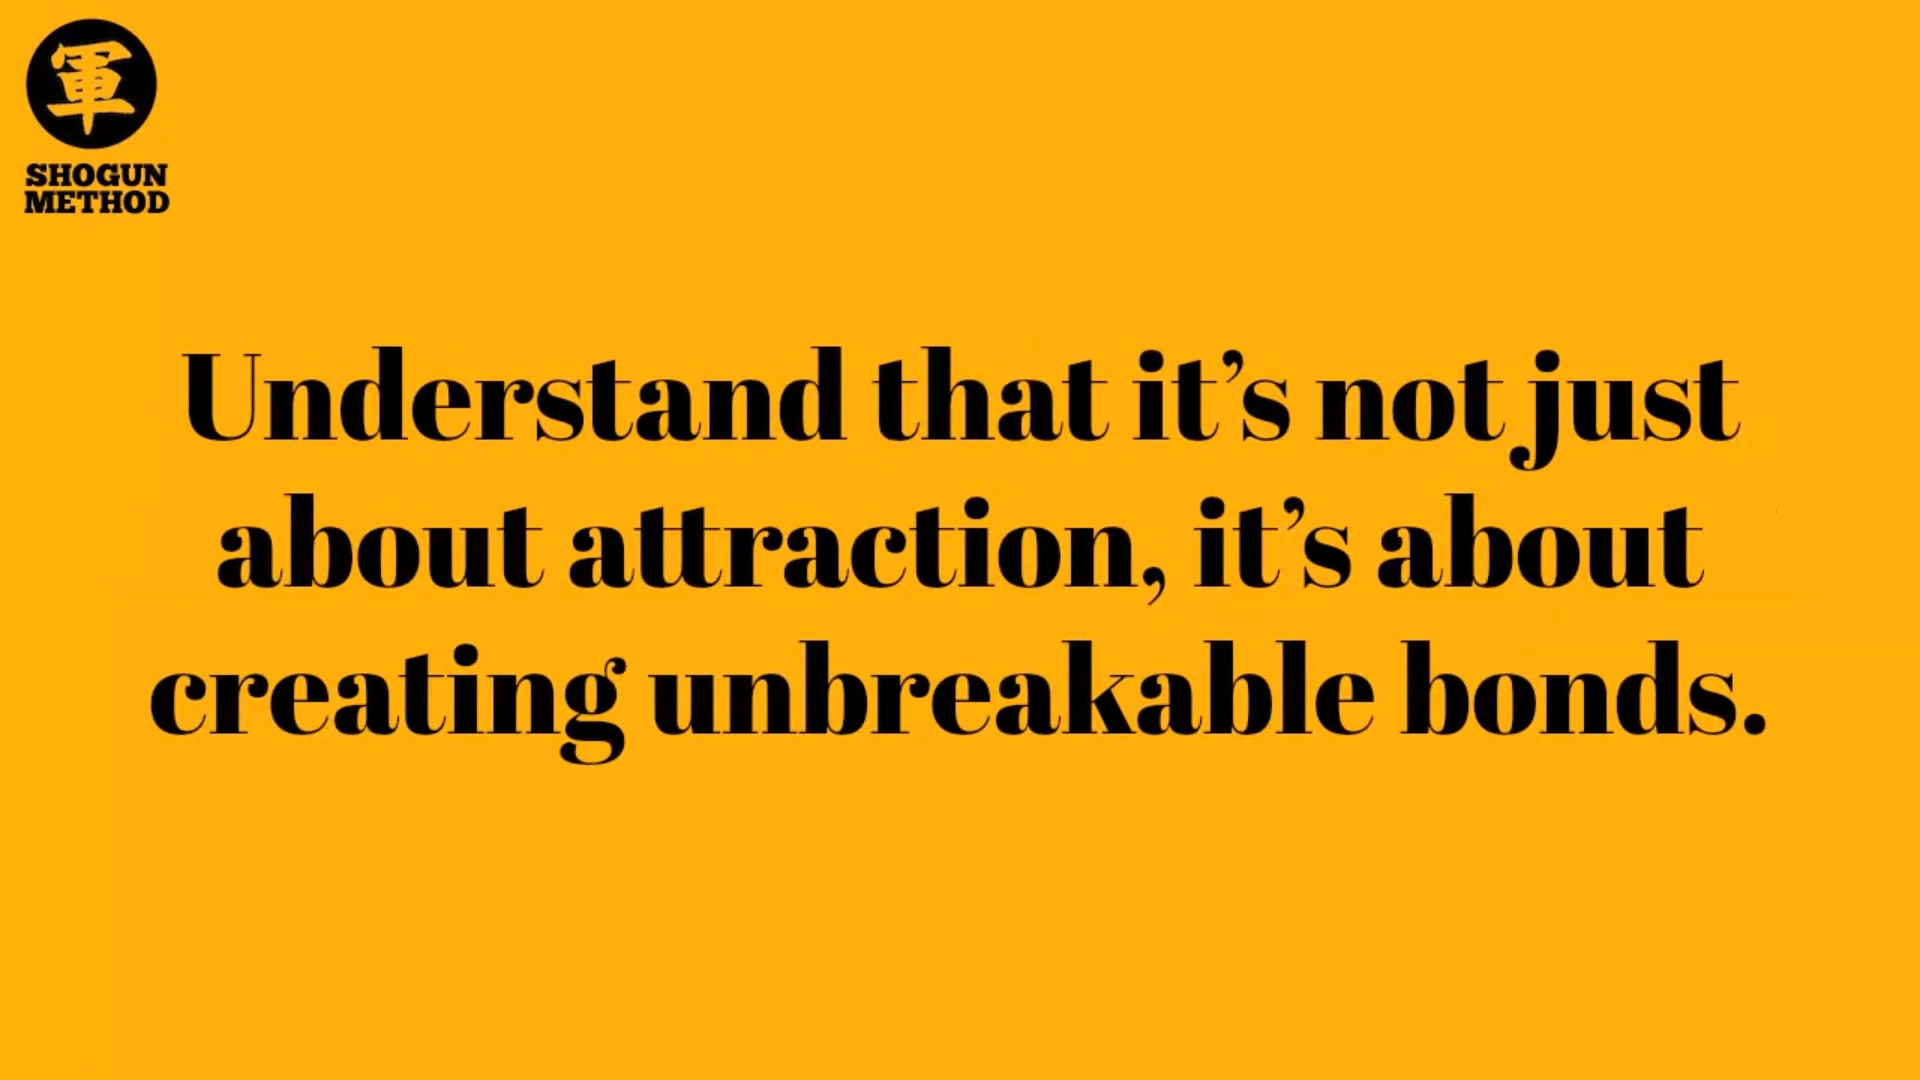 軍
SHOGUN
METHOD
Understand that it’s not just
about attraction, it’s about
creating unbreakable bonds.